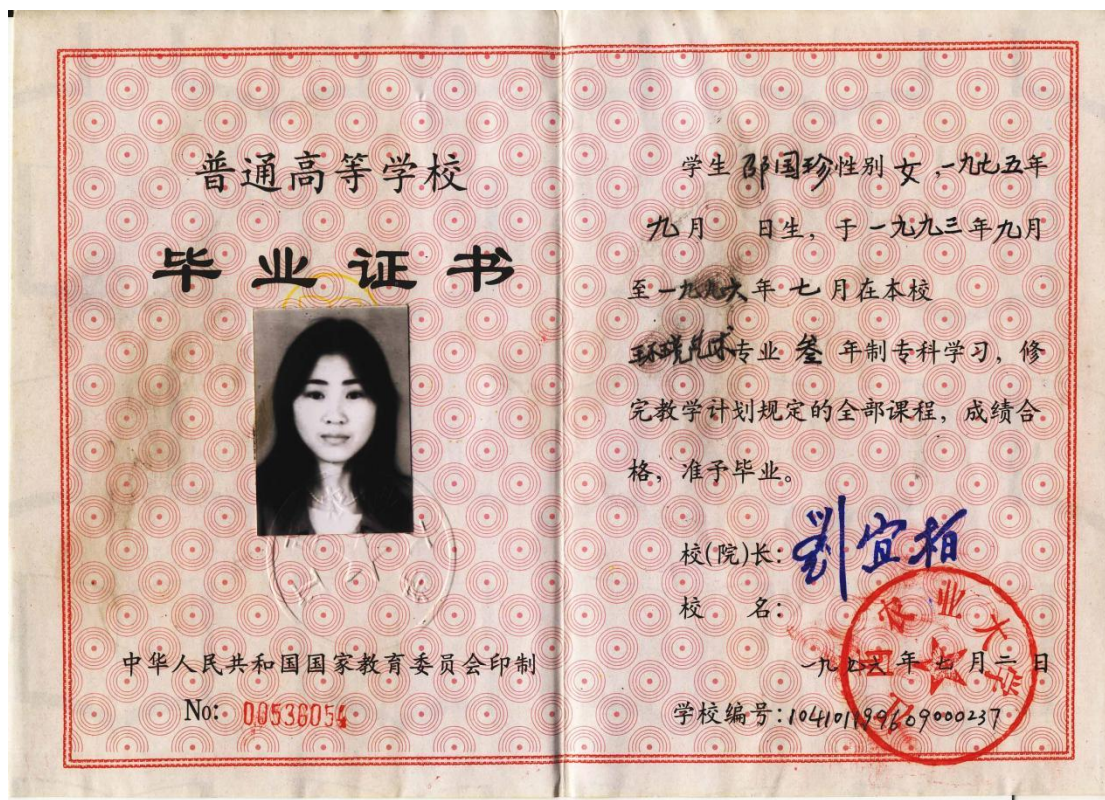 普通高等学校
毕业证书
中华人民共和国国家教育委员会印制
No: 00536054
学生 邵国珍 性别 女 , 一九七五年
九月 日生, 于一九九三年九月
至一九九六年 七 月在本校
环境艺术专业 叁 年制专科学习, 修
完教学计划规定的全部课程, 成绩合
格, 准予毕业。
校(院)长: 劉宜柏
校 名:
农业大学
一九九六年七月二日
学校编号:104101199609000237